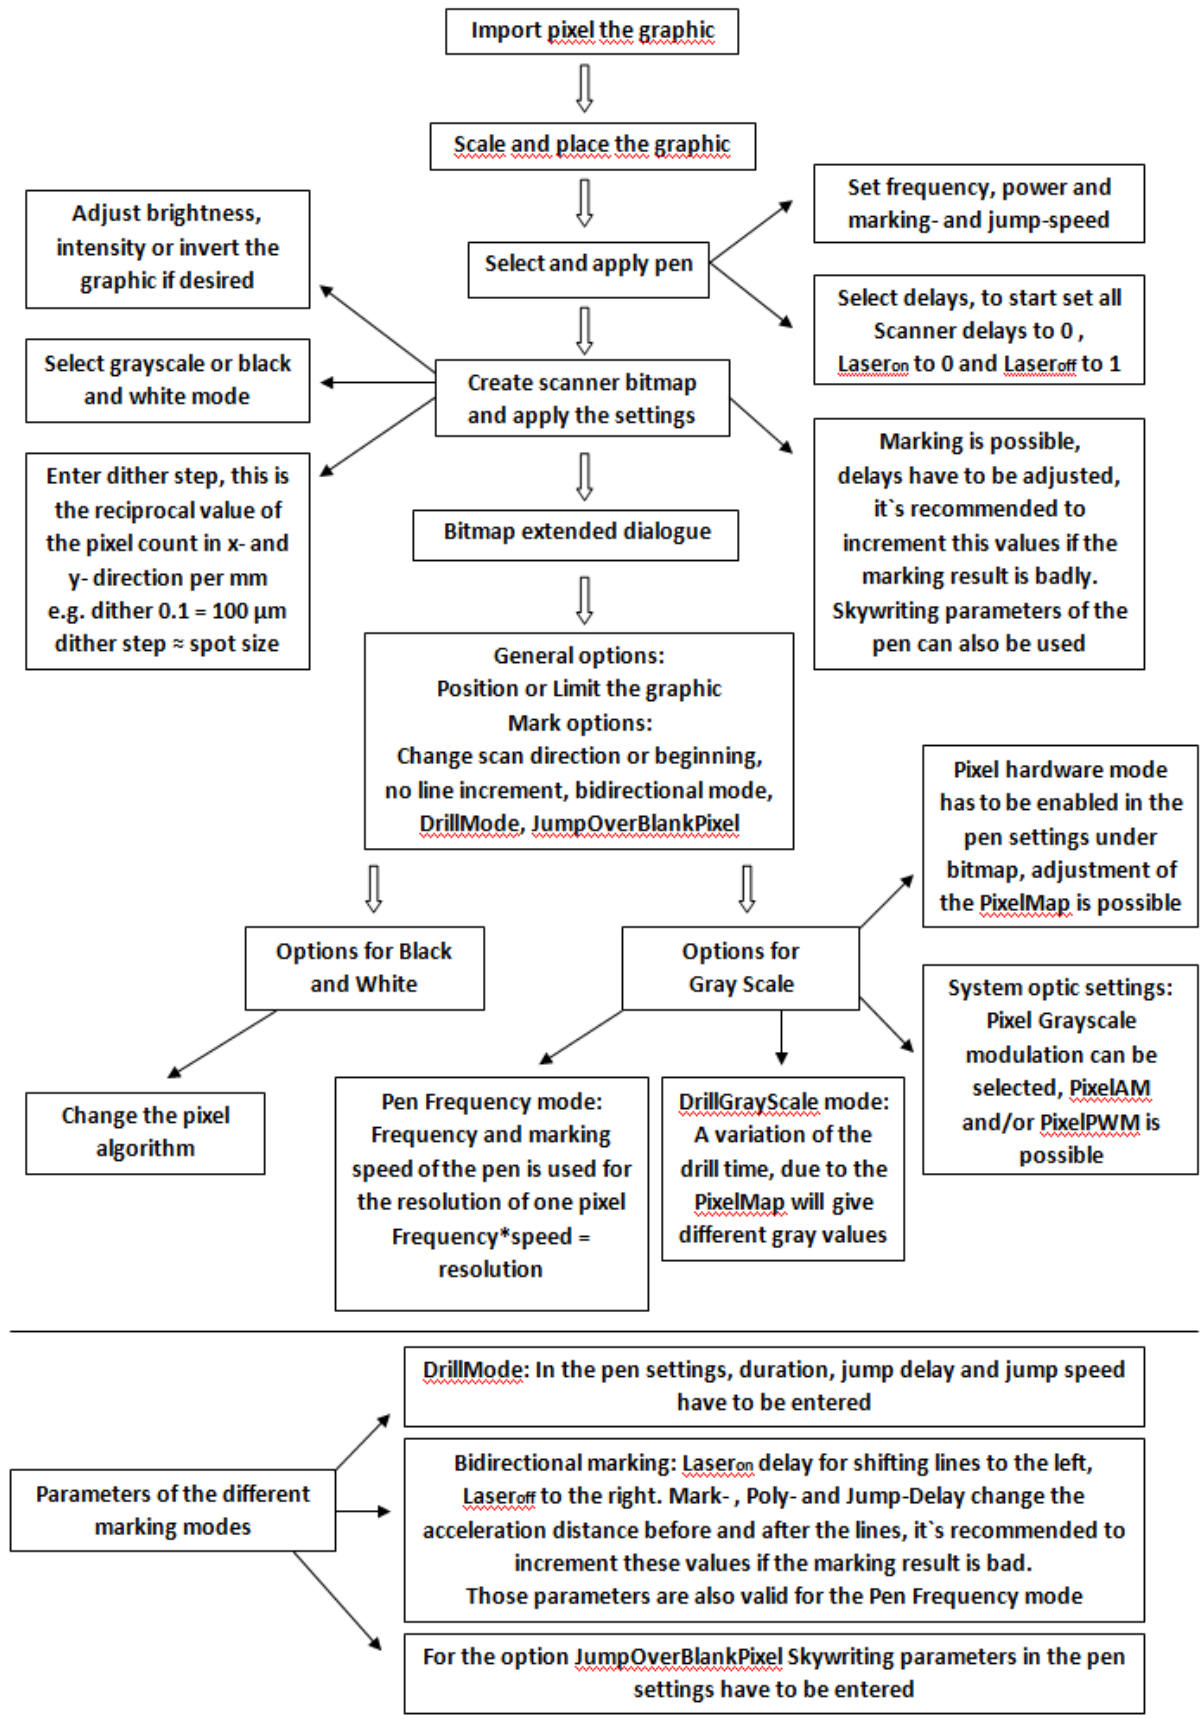 Import pixel the graphic
Scale and place the graphic
Set frequency, power and
marking- and jump-speed
Adjust brightness,
intensity or invert the
graphic if desired
Select and apply pen
Select delays, to start set all
Scanner delays to 0 ,
Laseron to 0 and Laseroff to 1
Select grayscale or black
and white mode
Create scanner bitmap
and apply the settings
Marking is possible,
delays have to be adjusted,
it`s recommended to
increment this values if the
marking result is badly.
Skywriting parameters of the
pen can also be used
Enter dither step, this is
the reciprocal value of
the pixel count in x- and
y- direction per mm
e.g. dither 0.1 = 100 µm
dither step ≈ spot size
Bitmap extended dialogue
General options:
Position or Limit the graphic
Mark options:
Change scan direction or beginning,
no line increment, bidirectional mode,
DrillMode, JumpOverBlankPixel
Pixel hardware mode
has to be enabled in the
pen settings under
bitmap, adjustment of
the PixelMap is possible
Options for Black
and White
Options for
Gray Scale
System optic settings:
Pixel Grayscale
modulation can be
selected, PixelAM
and/or PixelPWM is
possible
Change the pixel
algorithm
Pen Frequency mode:
Frequency and marking
speed of the pen is used for
the resolution of one pixel
Frequency*speed =
resolution
DrillGrayScale mode:
A variation of the
drill time, due to the
PixelMap will give
different gray values
DrillMode: In the pen settings, duration, jump delay and jump speed
have to be entered
Parameters of the different
marking modes
Bidirectional marking: Laseron delay for shifting lines to the left,
Laseroff to the right. Mark- , Poly- and Jump-Delay change the
acceleration distance before and after the lines, it`s recommended to
increment these values if the marking result is bad.
Those parameters are also valid for the Pen Frequency mode
For the option JumpOverBlankPixel Skywriting parameters in the pen
settings have to be entered